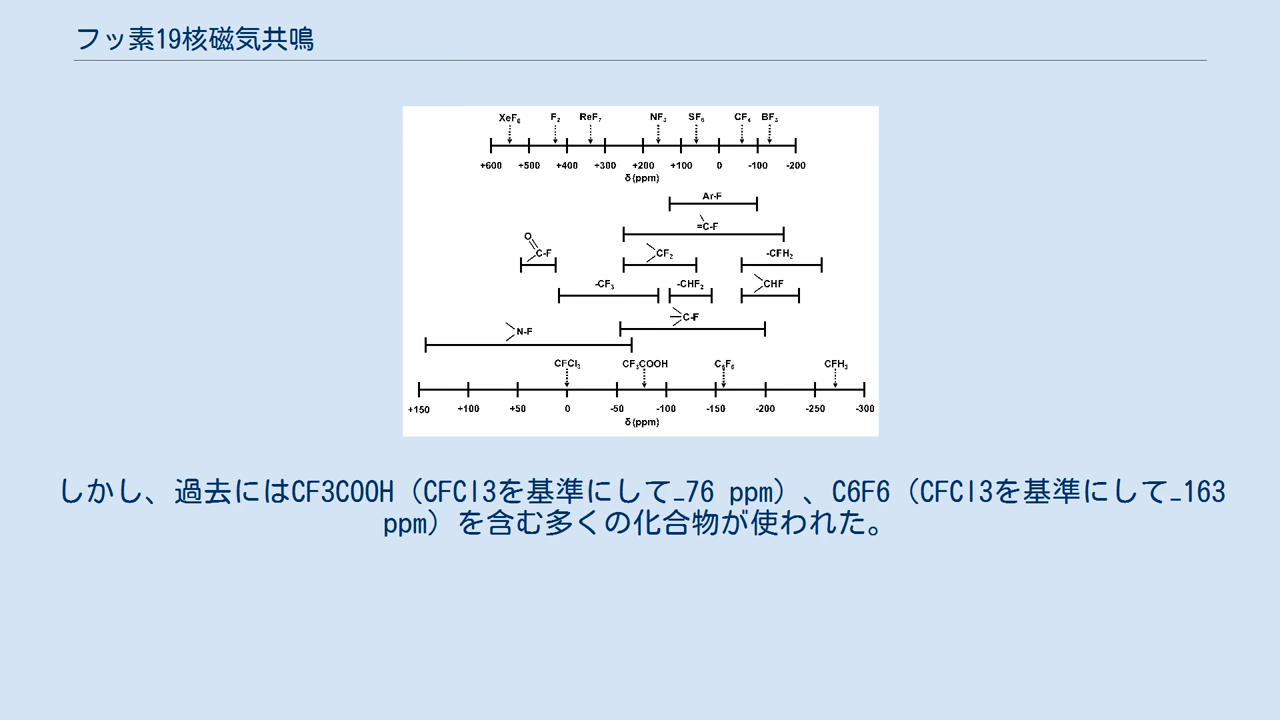 フッ素19核磁気共鳴
XeF6 F2 ReF7 NF3 SF6 CF4 BF3
+600 +500 +400 +300 +200 +100 0 -100 -200
δ(ppm)
Ar-F
=C-F
O
C-F CF2 -CFH2
-CF3 -CHF2 CHF
C-F
N-F
CFCl3 CF3COOH C6F6 CFH3
+150 +100 +50 0 -50 -100 -150 -200 -250 -300
δ(ppm)
しかし、過去にはCF3COOH（CFCl3を基準にして−76 ppm）、C6F6（CFCl3を基準にして−163
ppm）を含む多くの化合物が使われた。